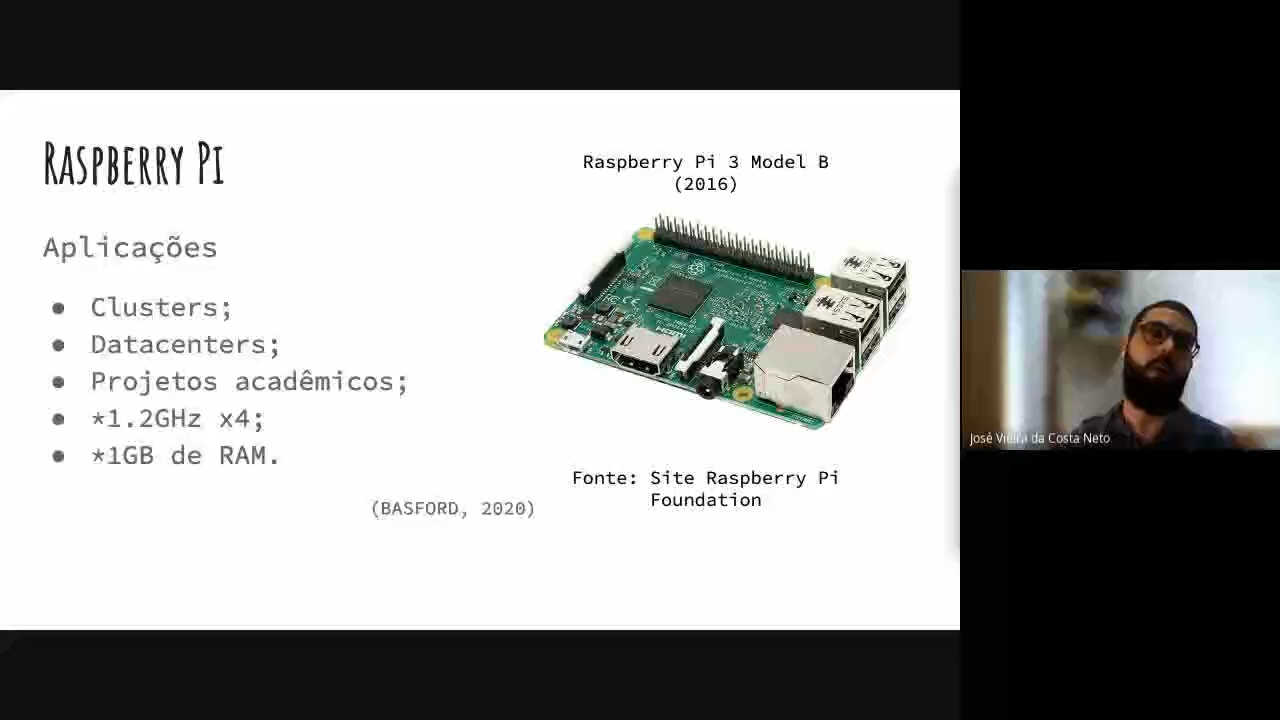 RASPBERRY PI
Aplicações
● Clusters;
● Datacenters;
● Projetos acadêmicos;
● *1.2GHz x4;
● *1GB de RAM.
(BASFORD, 2020)
Raspberry Pi 3 Model B
(2016)
HDMI
Fonte: Site Raspberry Pi
Foundation
José Vieira da Costa Neto